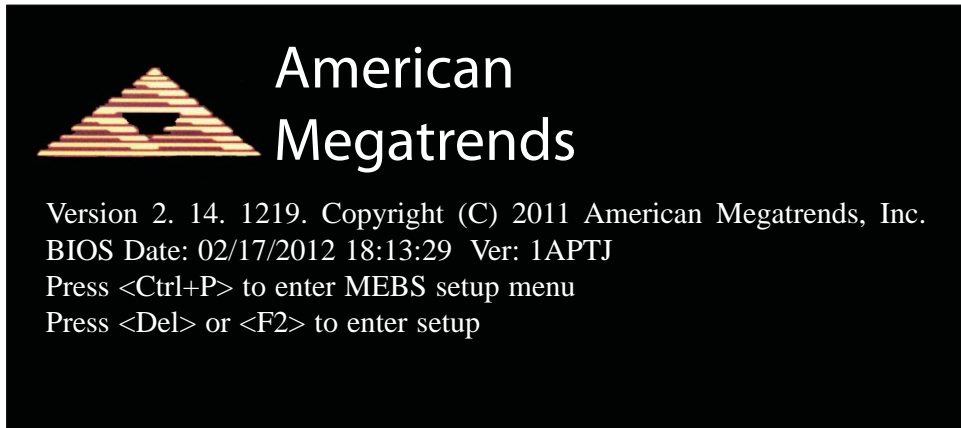 American
Megatrends
Version 2. 14. 1219. Copyright (C) 2011 American Megatrends, Inc.
BIOS Date: 02/17/2012 18:13:29 Ver: 1APTJ
Press <Ctrl+P> to enter MEBS setup menu
Press <Del> or <F2> to enter setup